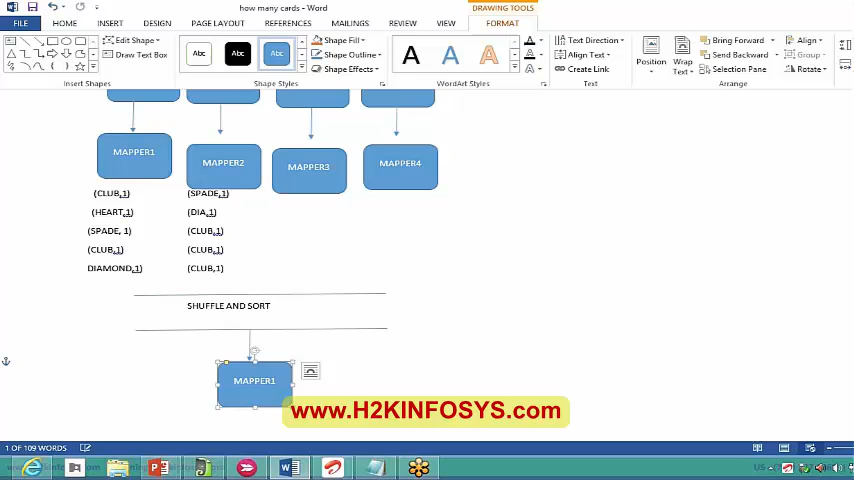 how many cards - Word
DRAWING TOOLS
FILE HOME INSERT DESIGN PAGE LAYOUT REFERENCES MAILINGS REVIEW VIEW FORMAT
Edit Shape
Draw Text Box
Insert Shapes
Abc Abc Abc
Shape Fill
Shape Outline
Shape Effects
Shape Styles
A A A
WordArt Styles
Text Direction
Align Text
Create Link
Text
Position
Wrap
Text
Bring Forward
Send Backward
Selection Pane
Align
Group
Rotate
Arrange
MAPPER1
MAPPER2
MAPPER3
MAPPER4
(CLUB,1) (SPADE,1)
(HEART,1) (DIA,1)
(SPADE, 1) (CLUB,1)
(CLUB,1) (CLUB,1)
DIAMOND,1) (CLUB,1)
SHUFFLE AND SORT
MAPPER1
www.H2KINFOSYS.com
1 OF 109 WORDS
US